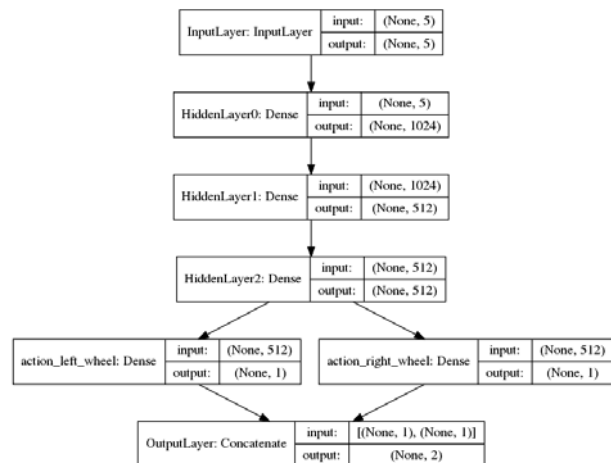 InputLayer: InputLayer
input: (None, 5)
output: (None, 5)
HiddenLayer0: Dense
input: (None, 5)
output: (None, 1024)
HiddenLayer1: Dense
input: (None, 1024)
output: (None, 512)
HiddenLayer2: Dense
input: (None, 512)
output: (None, 512)
action_left_wheel: Dense
input: (None, 512)
output: (None, 1)
action_right_wheel: Dense
input: (None, 512)
output: (None, 1)
OutputLayer: Concatenate
input: [(None, 1), (None, 1)]
output: (None, 2)